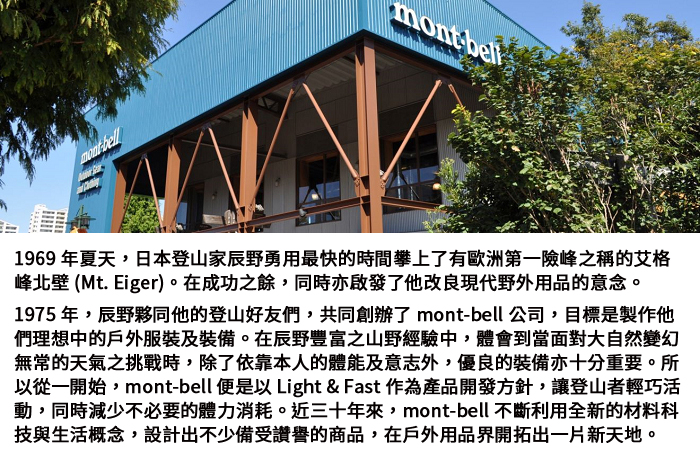 mont-bell
mont-bell
Outdoor Gear
and Clothing
1969 年夏天，日本登山家辰野勇用最快的時間攀上了有歐洲第一險峰之稱的艾格
峰北壁 (Mt. Eiger)。在成功之餘，同時亦啟發了他改良現代野外用品的意念。
1975 年，辰野夥同他的登山好友們，共同創辦了 mont-bell 公司，目標是製作他
們理想中的戶外服裝及裝備。在辰野豐富之山野經驗中，體會到當面對大自然變幻
無常的天氣之挑戰時，除了依靠本人的體能及意志外，優良的裝備亦十分重要。所
以從一開始，mont-bell 便是以 Light & Fast 作為產品開發方針，讓登山者輕巧活
動，同時減少不必要的體力消耗。近三十年來，mont-bell 不斷利用全新的材料科
技與生活概念，設計出不少備受讚譽的商品，在戶外用品界開拓出一片新天地。